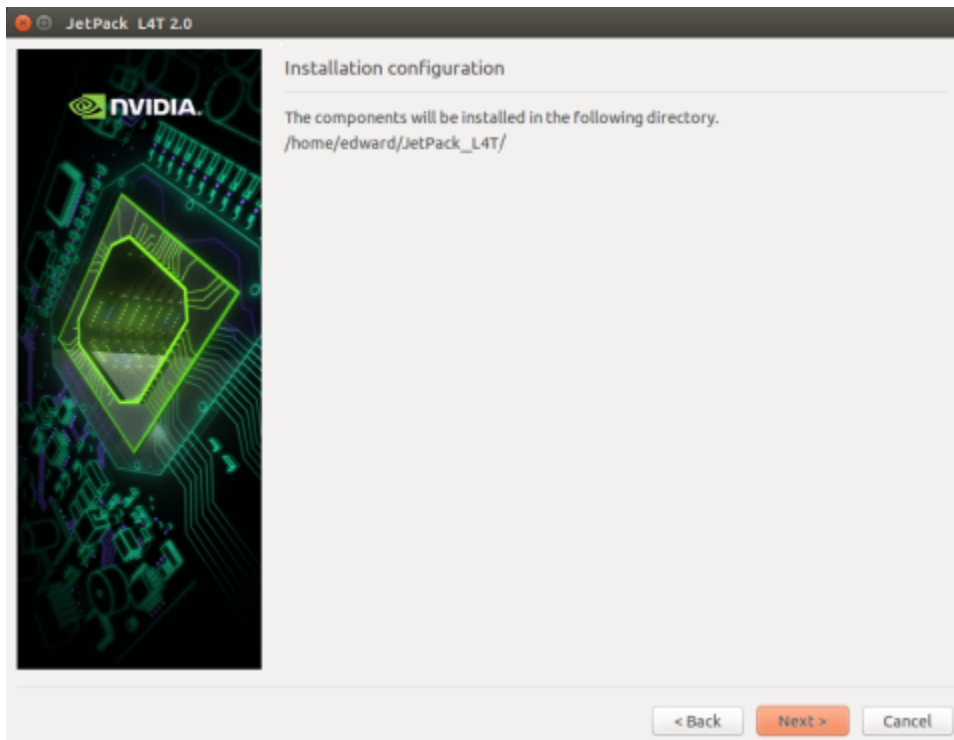 JetPack L4T 2.0
NVIDIA.
Installation configuration
The components will be installed in the following directory.
/home/edward/JetPack_L4T/
< Back
Next >
Cancel